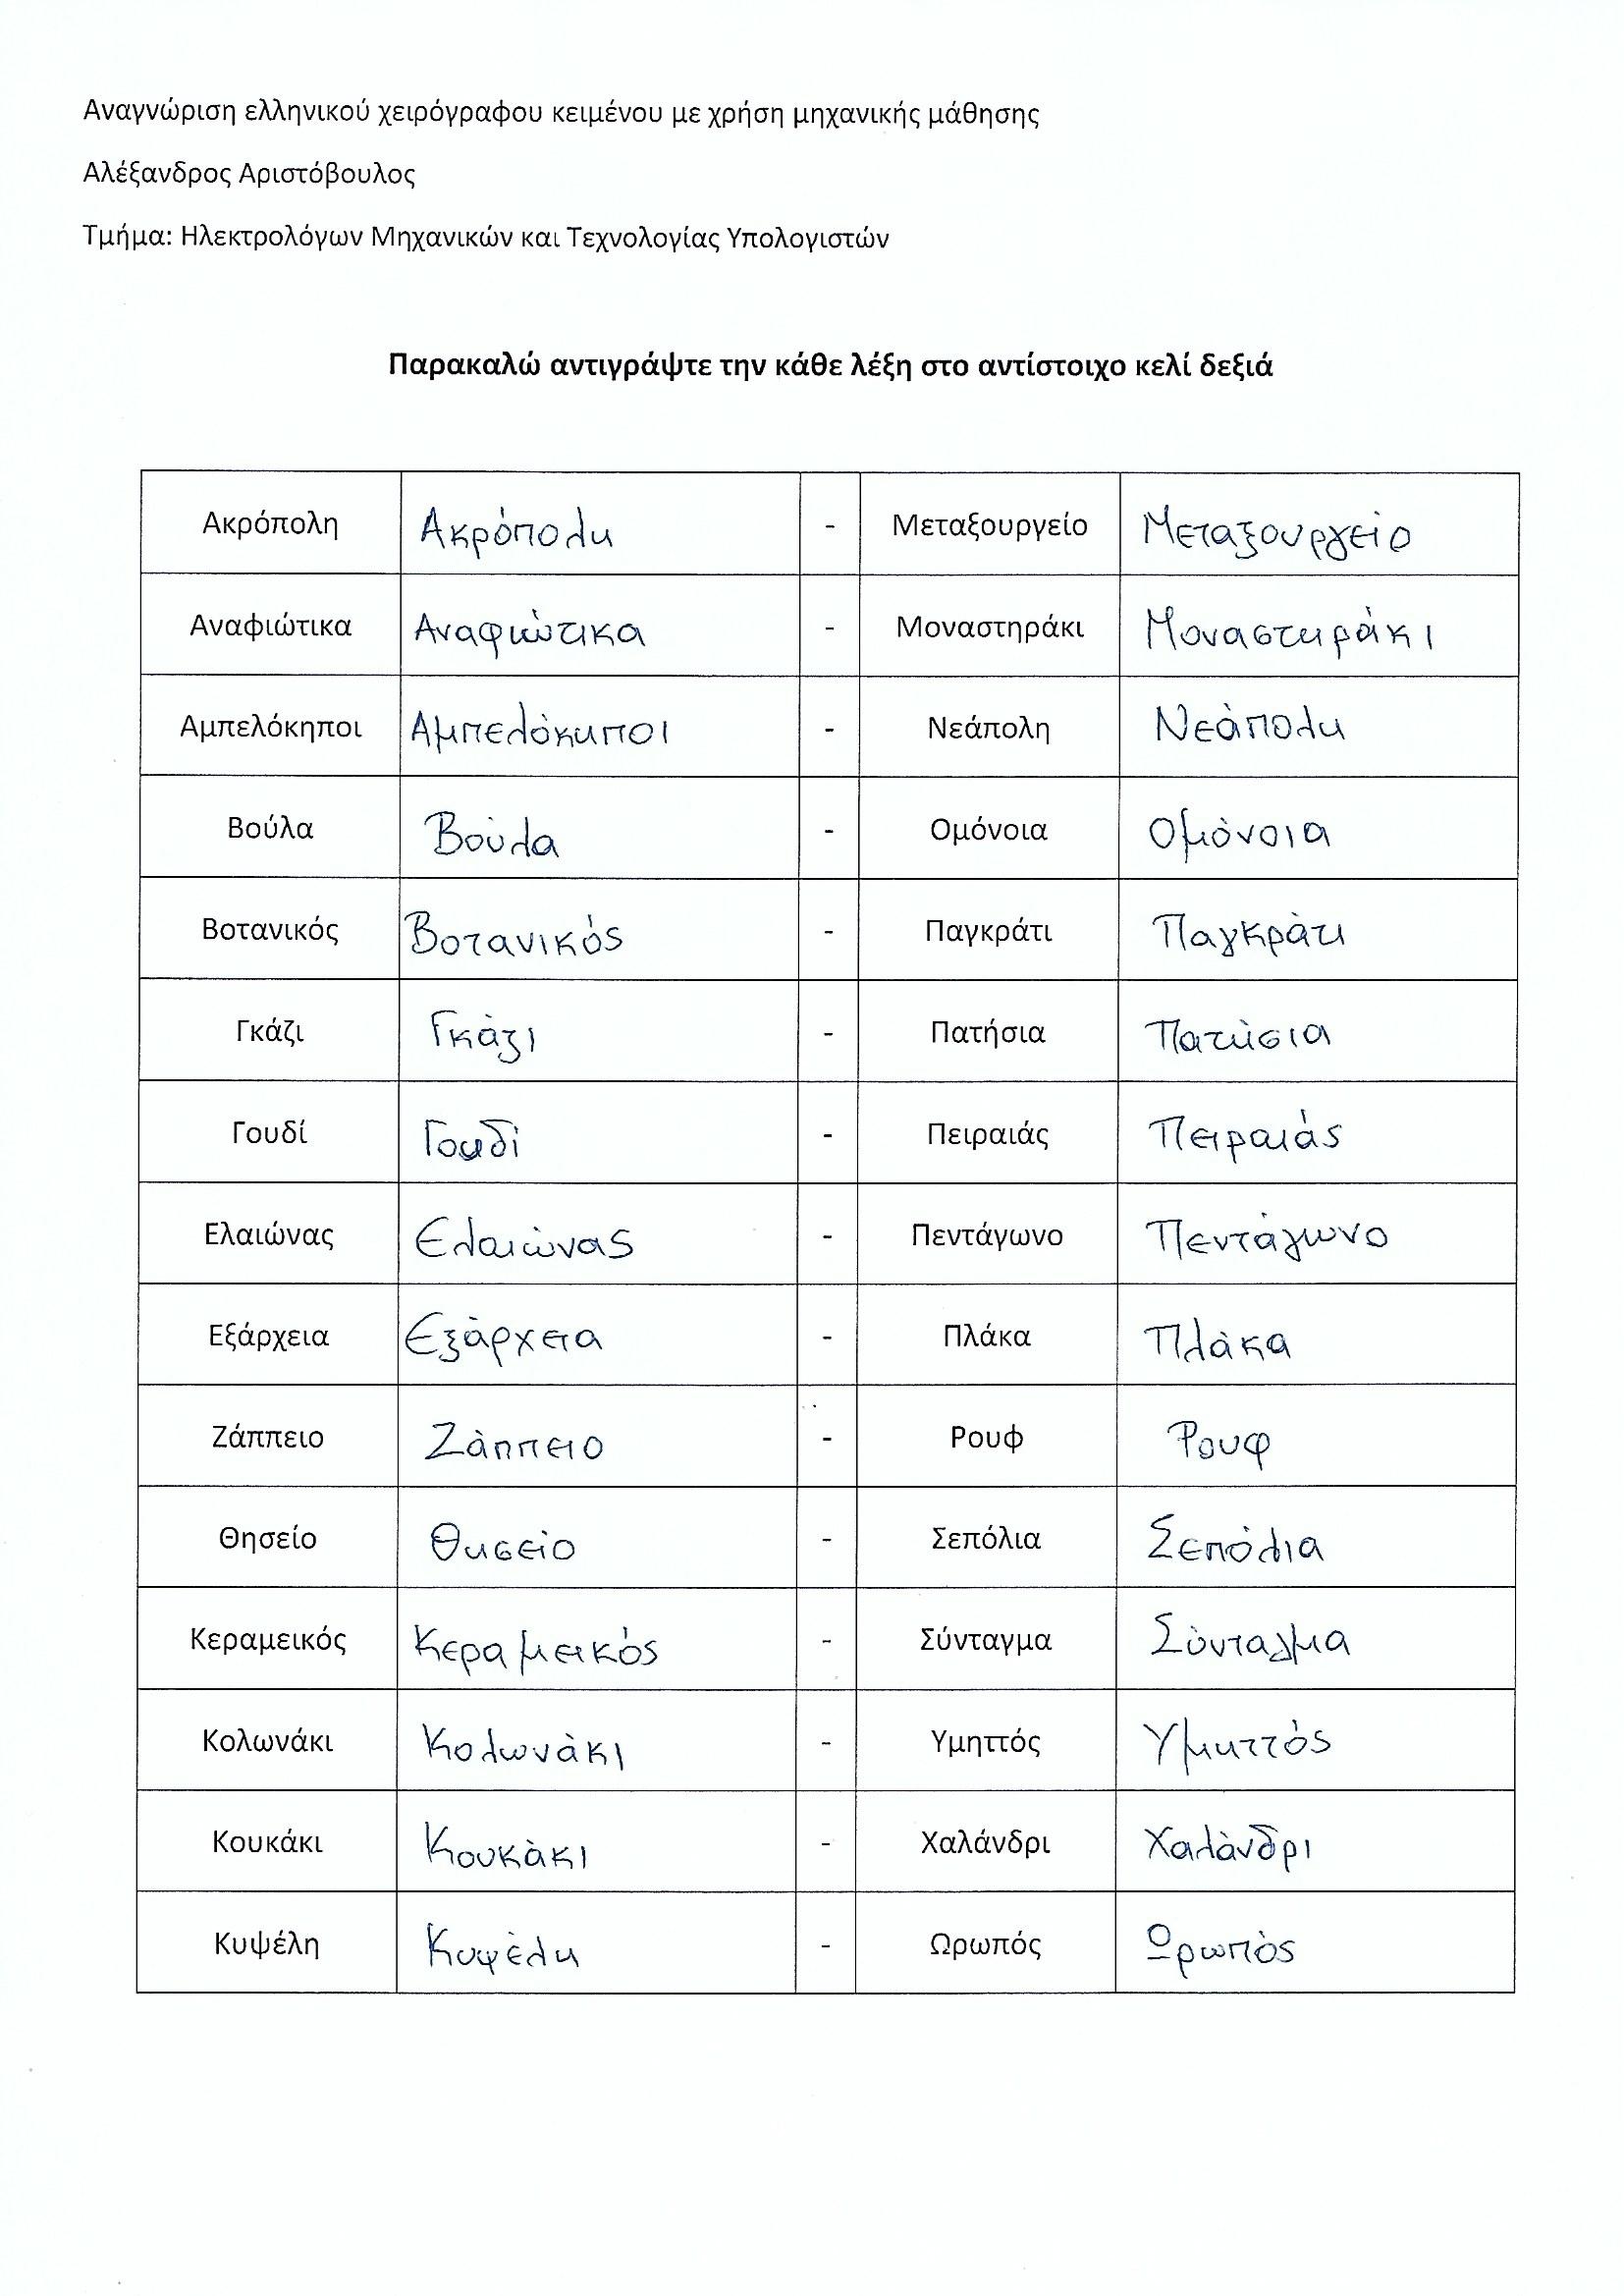 Αναγνώριση ελληνικού χειρόγραφου κειμένου με χρήση μηχανικής μάθησης
Αλέξανδρος Αριστόβουλος
Τμήμα: Ηλεκτρολόγων Μηχανικών και Τεχνολογίας Υπολογιστών
Παρακαλώ αντιγράψτε την κάθε λέξη στο αντίστοιχο κελί δεξιά
Ακρόπολη Ακρόπολη - Μεταξουργείο Μεταξουργείο
Αναφιώτικα Αναφιώτικα - Μοναστηράκι Μοναστηράκι
Αμπελόκηποι Αμπελόκηποι - Νεάπολη Νεάπολη
Βούλα Βούλα - Ομόνοια Ομόνοια
Βοτανικός Βοτανικός - Παγκράτι Παγκράτι
Γκάζι Γκάζι - Πατήσια Πατήσια
Γουδί Γουδί - Πειραιάς Πειραιάς
Ελαιώνας Ελαιώνας - Πεντάγωνο Πεντάγωνο
Εξάρχεια Εξάρχεια - Πλάκα Πλάκα
Ζάππειο Ζάππειο - Ρουφ Ρουφ
Θησείο Θησείο - Σεπόλια Σεπόλια
Κεραμεικός Κεραμεικός - Σύνταγμα Σύνταγμα
Κολωνάκι Κολωνάκι - Υμηττός Υμηττός
Κουκάκι Κουκάκι - Χαλάνδρι Χαλάνδρι
Κυψέλη Κυψέλη - Ωρωπός Ωρωπός